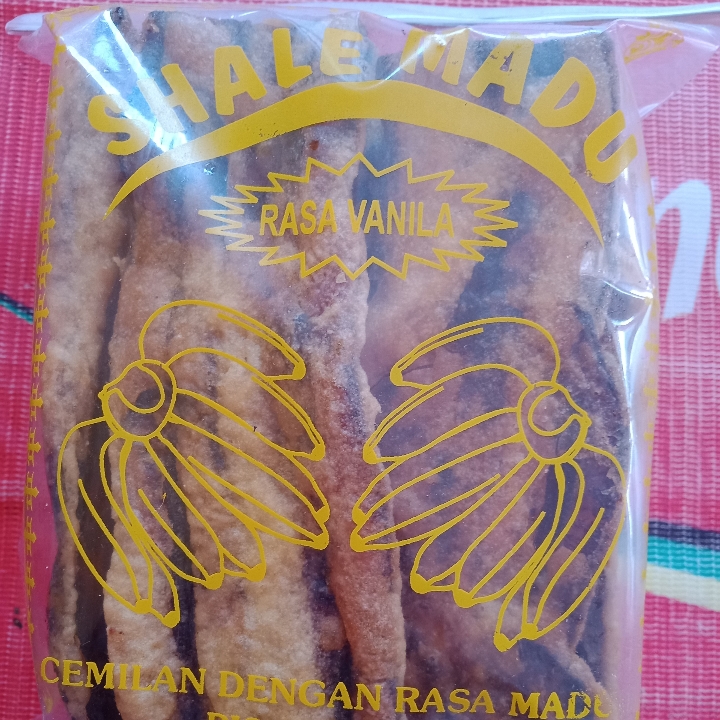 SHALE MADU
RASA VANILA
CEMILAN DENGAN RASA MADU